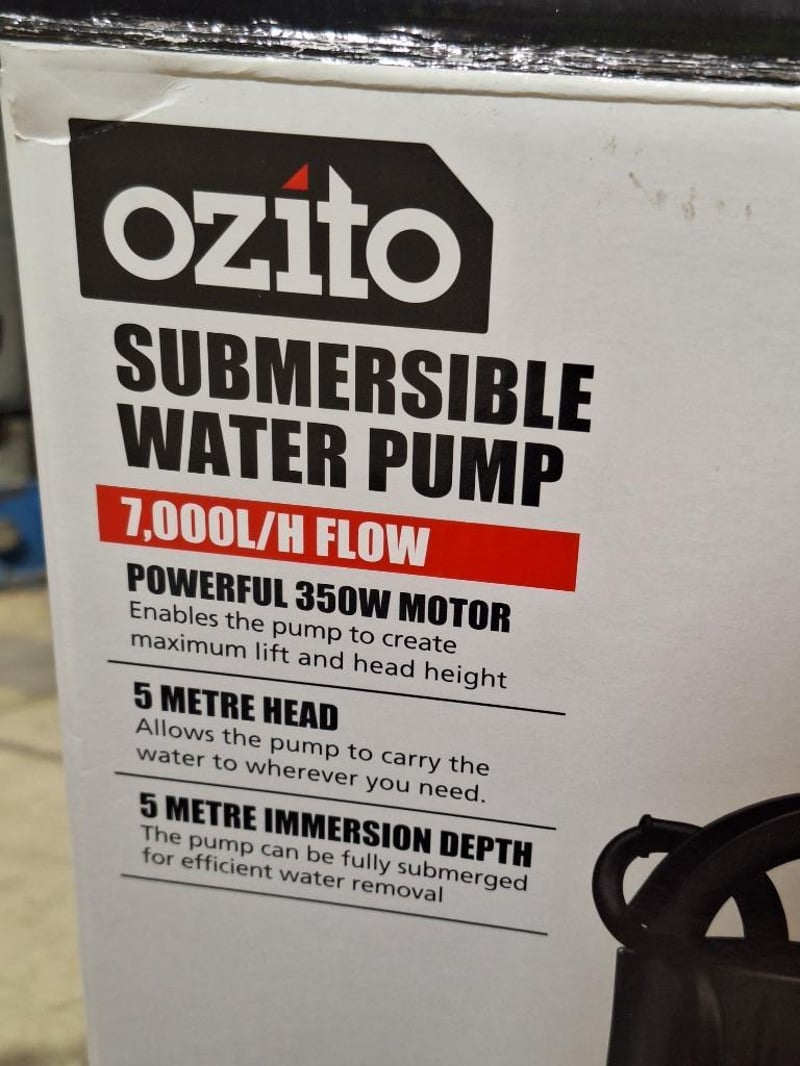 ozito
SUBMERSIBLE
WATER PUMP
7,000L/H FLOW
POWERFUL 350W MOTOR
Enables the pump to create
maximum lift and head height
5 METRE HEAD
Allows the pump to carry the
water to wherever you need.
5 METRE IMMERSION DEPTH
The pump can be fully submerged
for efficient water removal